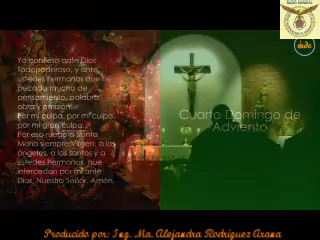 Yo confieso ante Dios
Todopoderoso, y ante
ustedes hermanos que he
pecado mucho de
pensamiento, palabra,
obra y omisión.
Por mi culpa, por mi culpa,
por mi gran culpa.
Por eso ruego a Santa
María siempre Virgen, a los
ángeles, a los santos y a
ustedes hermanos, que
intercedan por mi ante
Dios, Nuestro Señor. Amén.
Cuarto Domingo de
Adviento
RADIO MUNDIAL
Producido por: Ing. Ma. Alejandra Rodríguez Arana